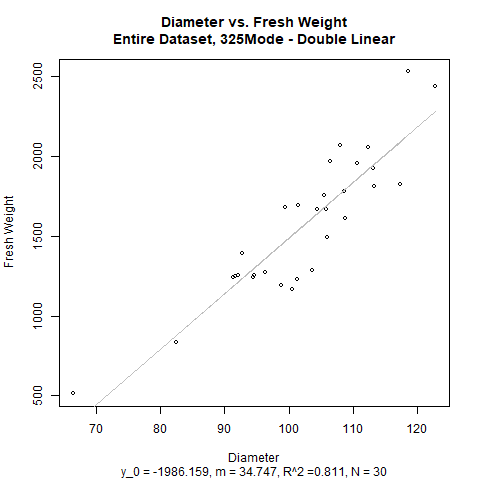 Diameter vs. Fresh Weight
Entire Dataset, 325Mode - Double Linear
Fresh Weight
2500
2000
1500
1000
500
70 80 90 100 110 120
Diameter
y_0 = -1986.159, m = 34.747, R^2 =0.811, N = 30